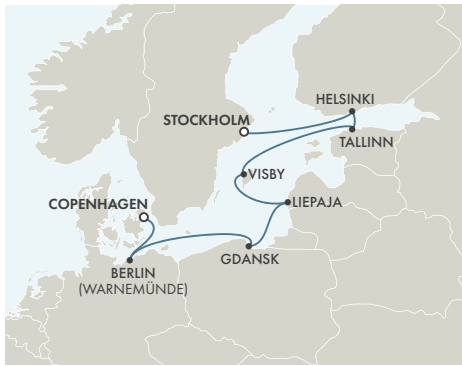 HELSINKI
STOCKHOLM
TALLINN
VISBY
COPENHAGEN
LIEPAJA
GDANSK
BERLIN
(WARNEMÜNDE)